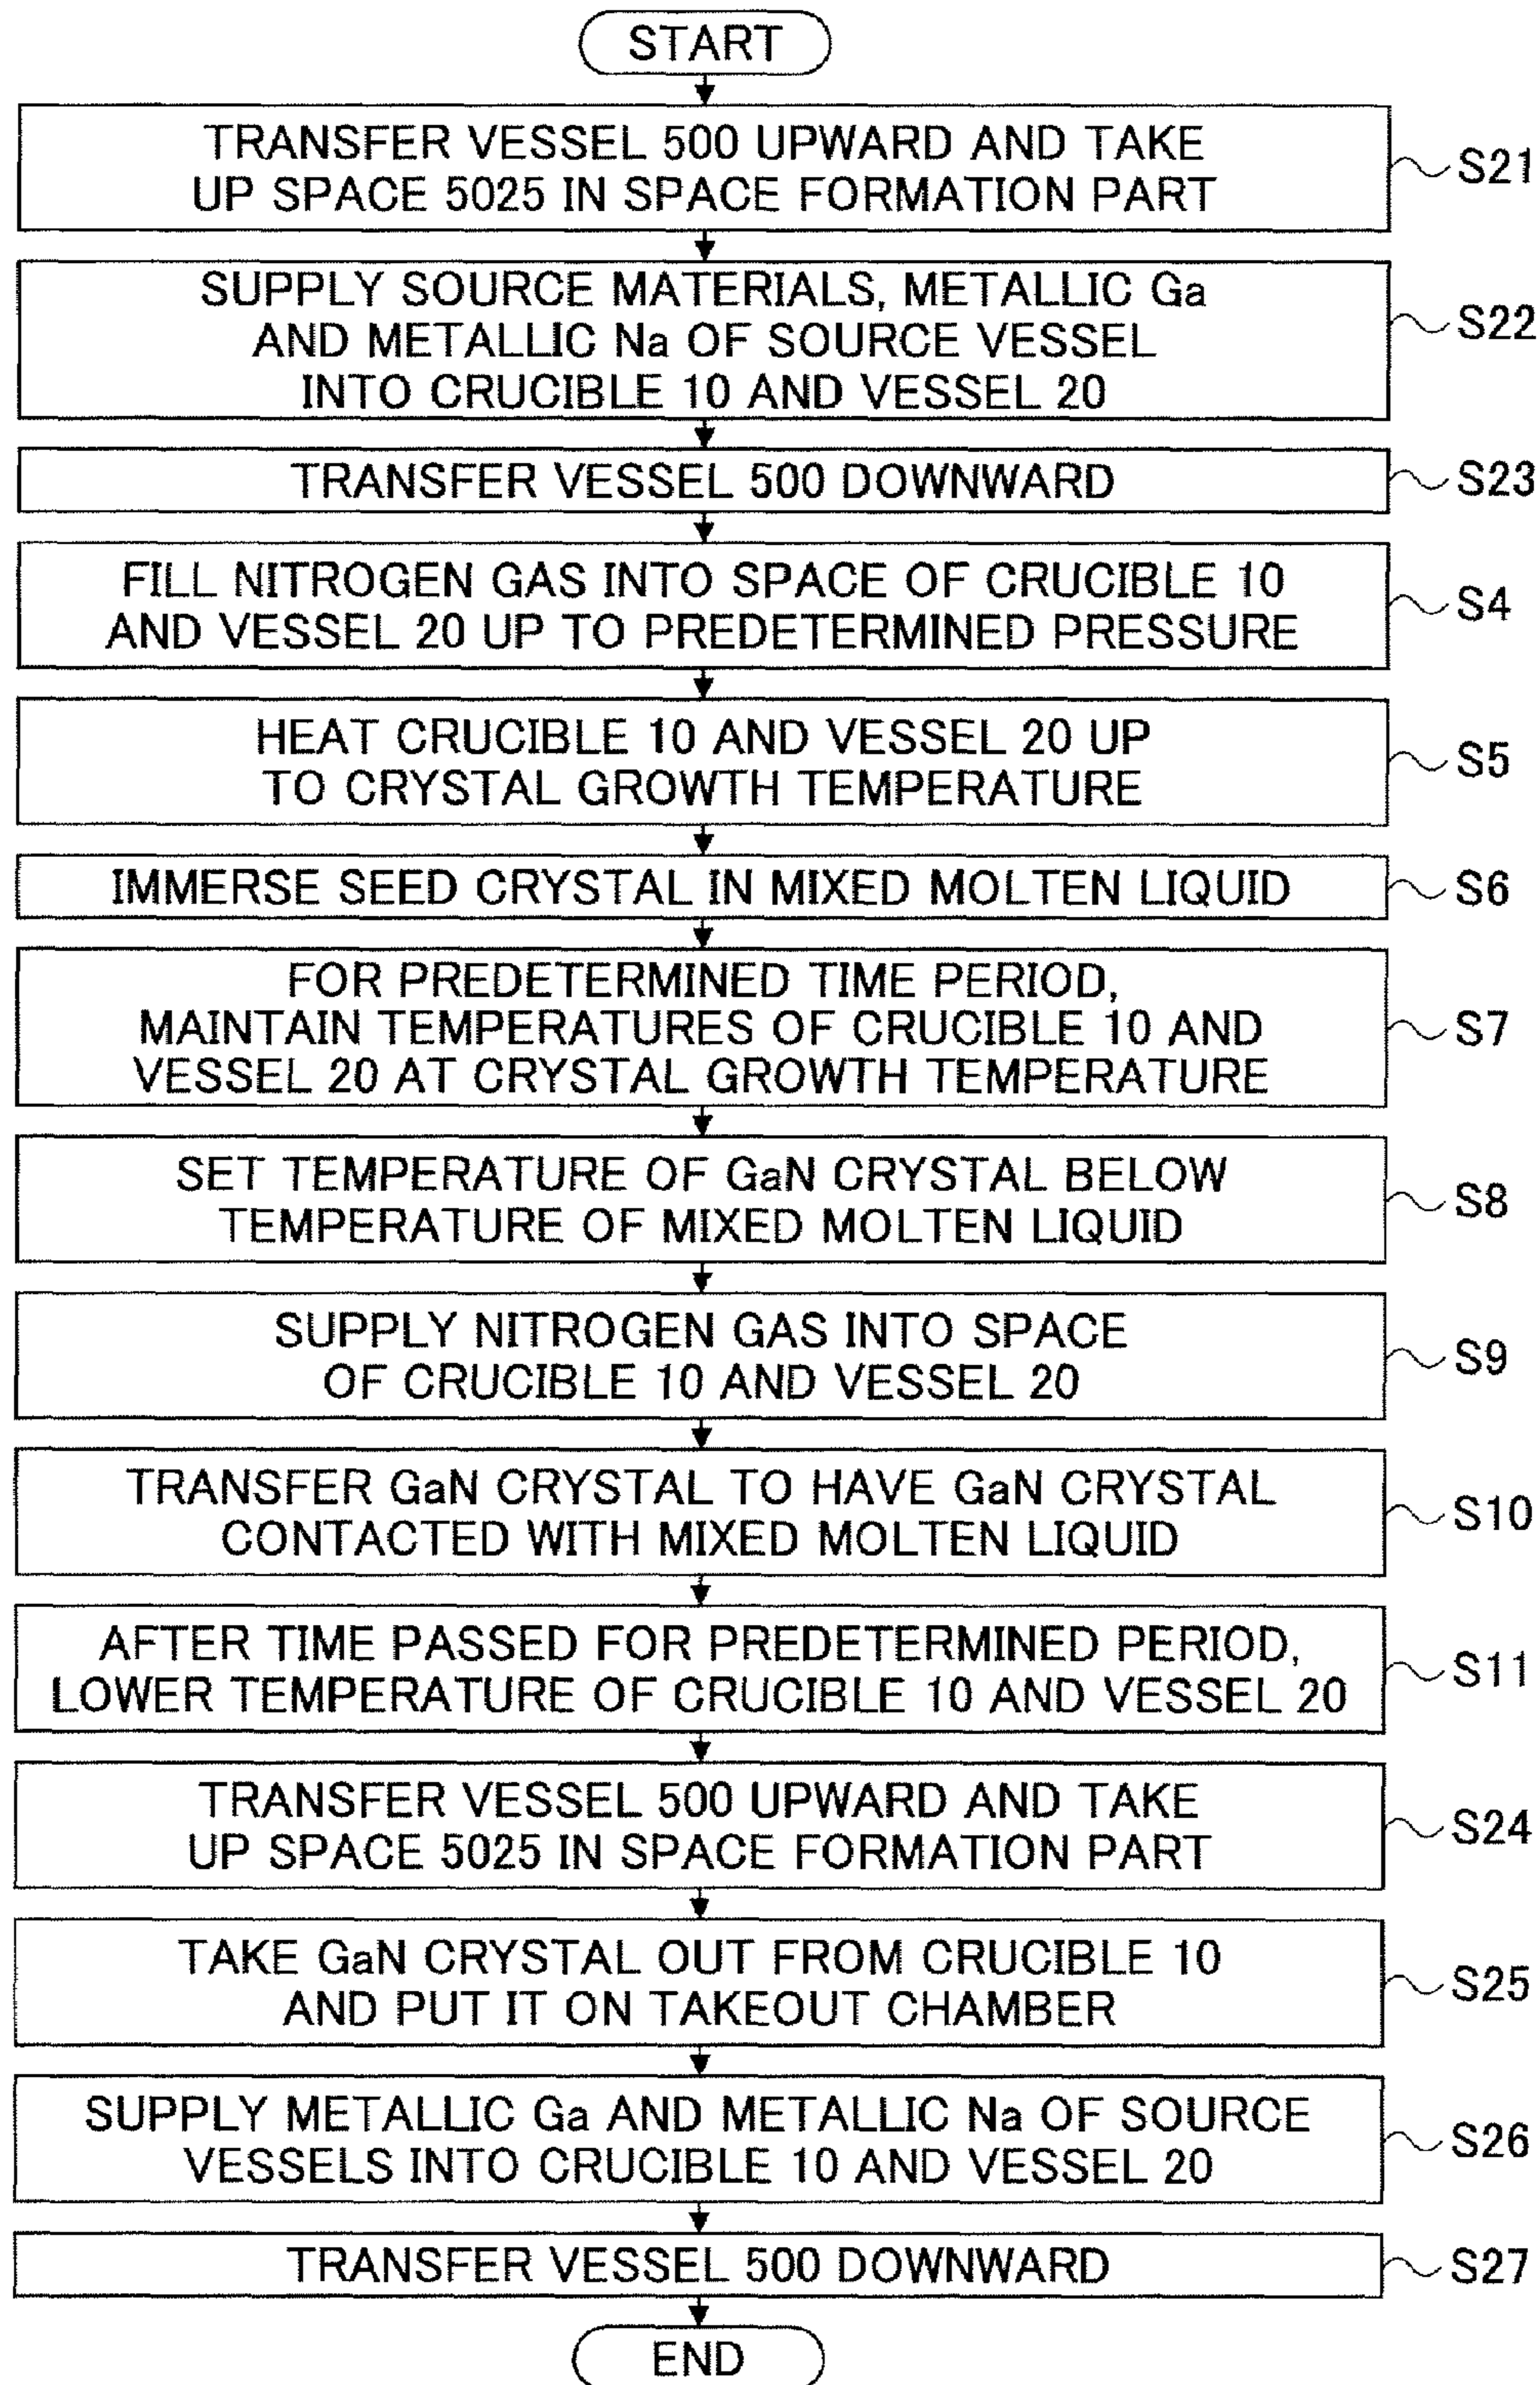 START
TRANSFER VESSEL 500 UPWARD AND TAKE
UP SPACE 5025 IN SPACE FORMATION PART
S21
SUPPLY SOURCE MATERIALS, METALLIC Ga
AND METALLIC Na OF SOURCE VESSEL
INTO CRUCIBLE 10 AND VESSEL 20
S22
TRANSFER VESSEL 500 DOWNWARD
S23
FILL NITROGEN GAS INTO SPACE OF CRUCIBLE 10
AND VESSEL 20 UP TO PREDETERMINED PRESSURE
S4
HEAT CRUCIBLE 10 AND VESSEL 20 UP
TO CRYSTAL GROWTH TEMPERATURE
S5
IMMERSE SEED CRYSTAL IN MIXED MOLTEN LIQUID
S6
FOR PREDETERMINED TIME PERIOD,
MAINTAIN TEMPERATURES OF CRUCIBLE 10 AND
VESSEL 20 AT CRYSTAL GROWTH TEMPERATURE
S7
SET TEMPERATURE OF GaN CRYSTAL BELOW
TEMPERATURE OF MIXED MOLTEN LIQUID
S8
SUPPLY NITROGEN GAS INTO SPACE
OF CRUCIBLE 10 AND VESSEL 20
S9
TRANSFER GaN CRYSTAL TO HAVE GaN CRYSTAL
CONTACTED WITH MIXED MOLTEN LIQUID
S10
AFTER TIME PASSED FOR PREDETERMINED PERIOD,
LOWER TEMPERATURE OF CRUCIBLE 10 AND VESSEL 20
S11
TRANSFER VESSEL 500 UPWARD AND TAKE
UP SPACE 5025 IN SPACE FORMATION PART
S24
TAKE GaN CRYSTAL OUT FROM CRUCIBLE 10
AND PUT IT ON TAKEOUT CHAMBER
S25
SUPPLY METALLIC Ga AND METALLIC Na OF SOURCE
VESSELS INTO CRUCIBLE 10 AND VESSEL 20
S26
TRANSFER VESSEL 500 DOWNWARD
S27
END